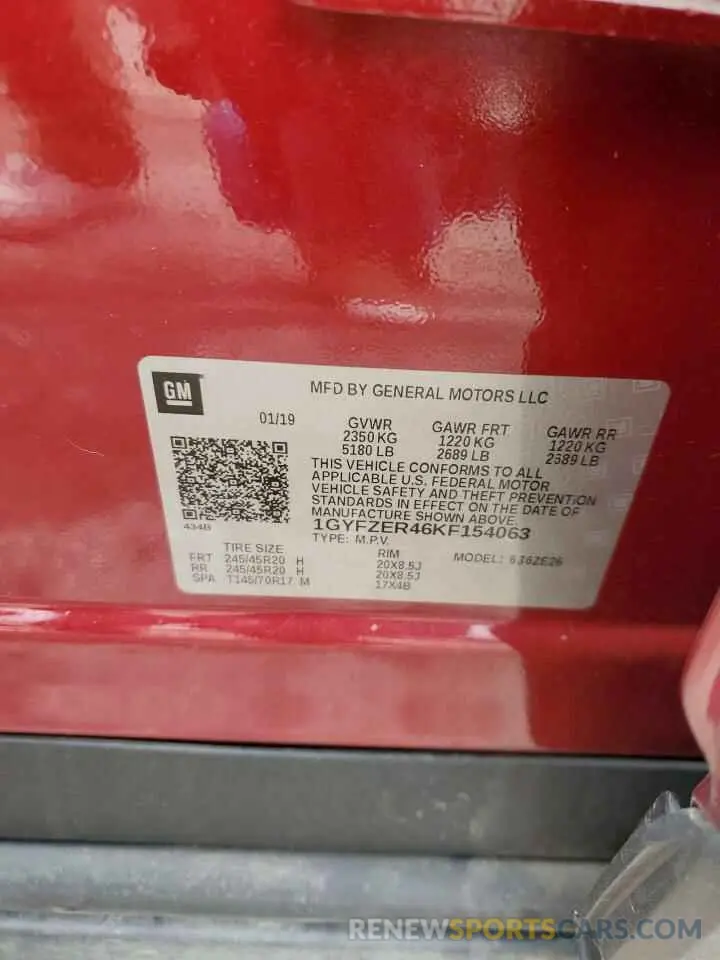 GM
MFD BY GENERAL MOTORS LLC
01/19
GVWR
2350 KG
5180 LB
GAWR FRT
1220 KG
2689 LB
GAWR RR
1220 KG
2689 LB
THIS VEHICLE CONFORMS TO ALL
APPLICABLE U.S. FEDERAL MOTOR
VEHICLE SAFETY AND THEFT PREVENTION
STANDARDS IN EFFECT ON THE DATE OF
MANUFACTURE SHOWN ABOVE.
434B
1GYFZER46KF154063
TYPE: M.P.V.
TIRE SIZE
RIM
MODEL: 6362E26
FRT 245/45R20 H 20X8.5J
RR 245/45R20 H 20X8.5J
SPA T145/70R17 M 17X4B
RENEWSPORTSCARS.COM